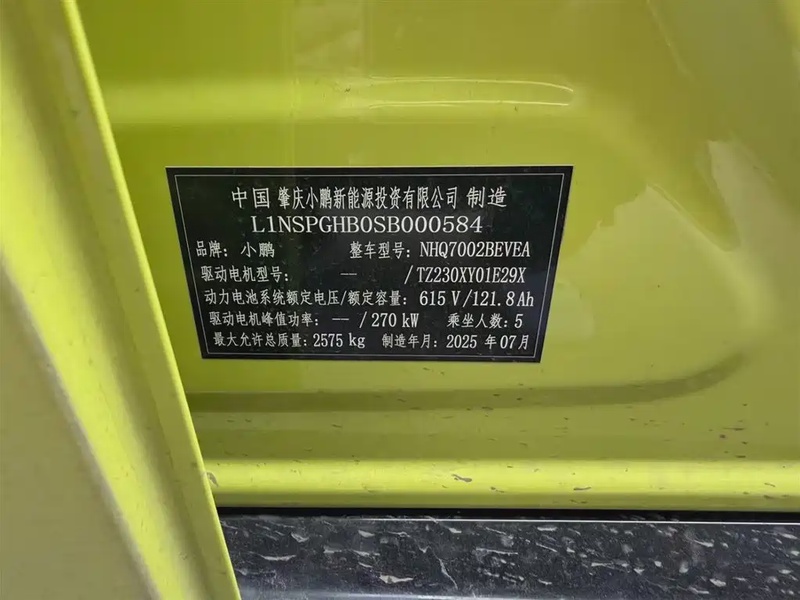 中国 肇庆小鹏新能源投资有限公司 制造
L1NSPGHB0SB000584
品牌：小鹏 整车型号：NHQ7002BEVEA
驱动电机型号： -- /TZ230XY01E29X
动力电池系统额定电压/额定容量：615 V/121.8 Ah
驱动电机峰值功率： -- /270 kW 乘坐人数：5
最大允许总质量：2575 kg 制造年月：2025 年07月